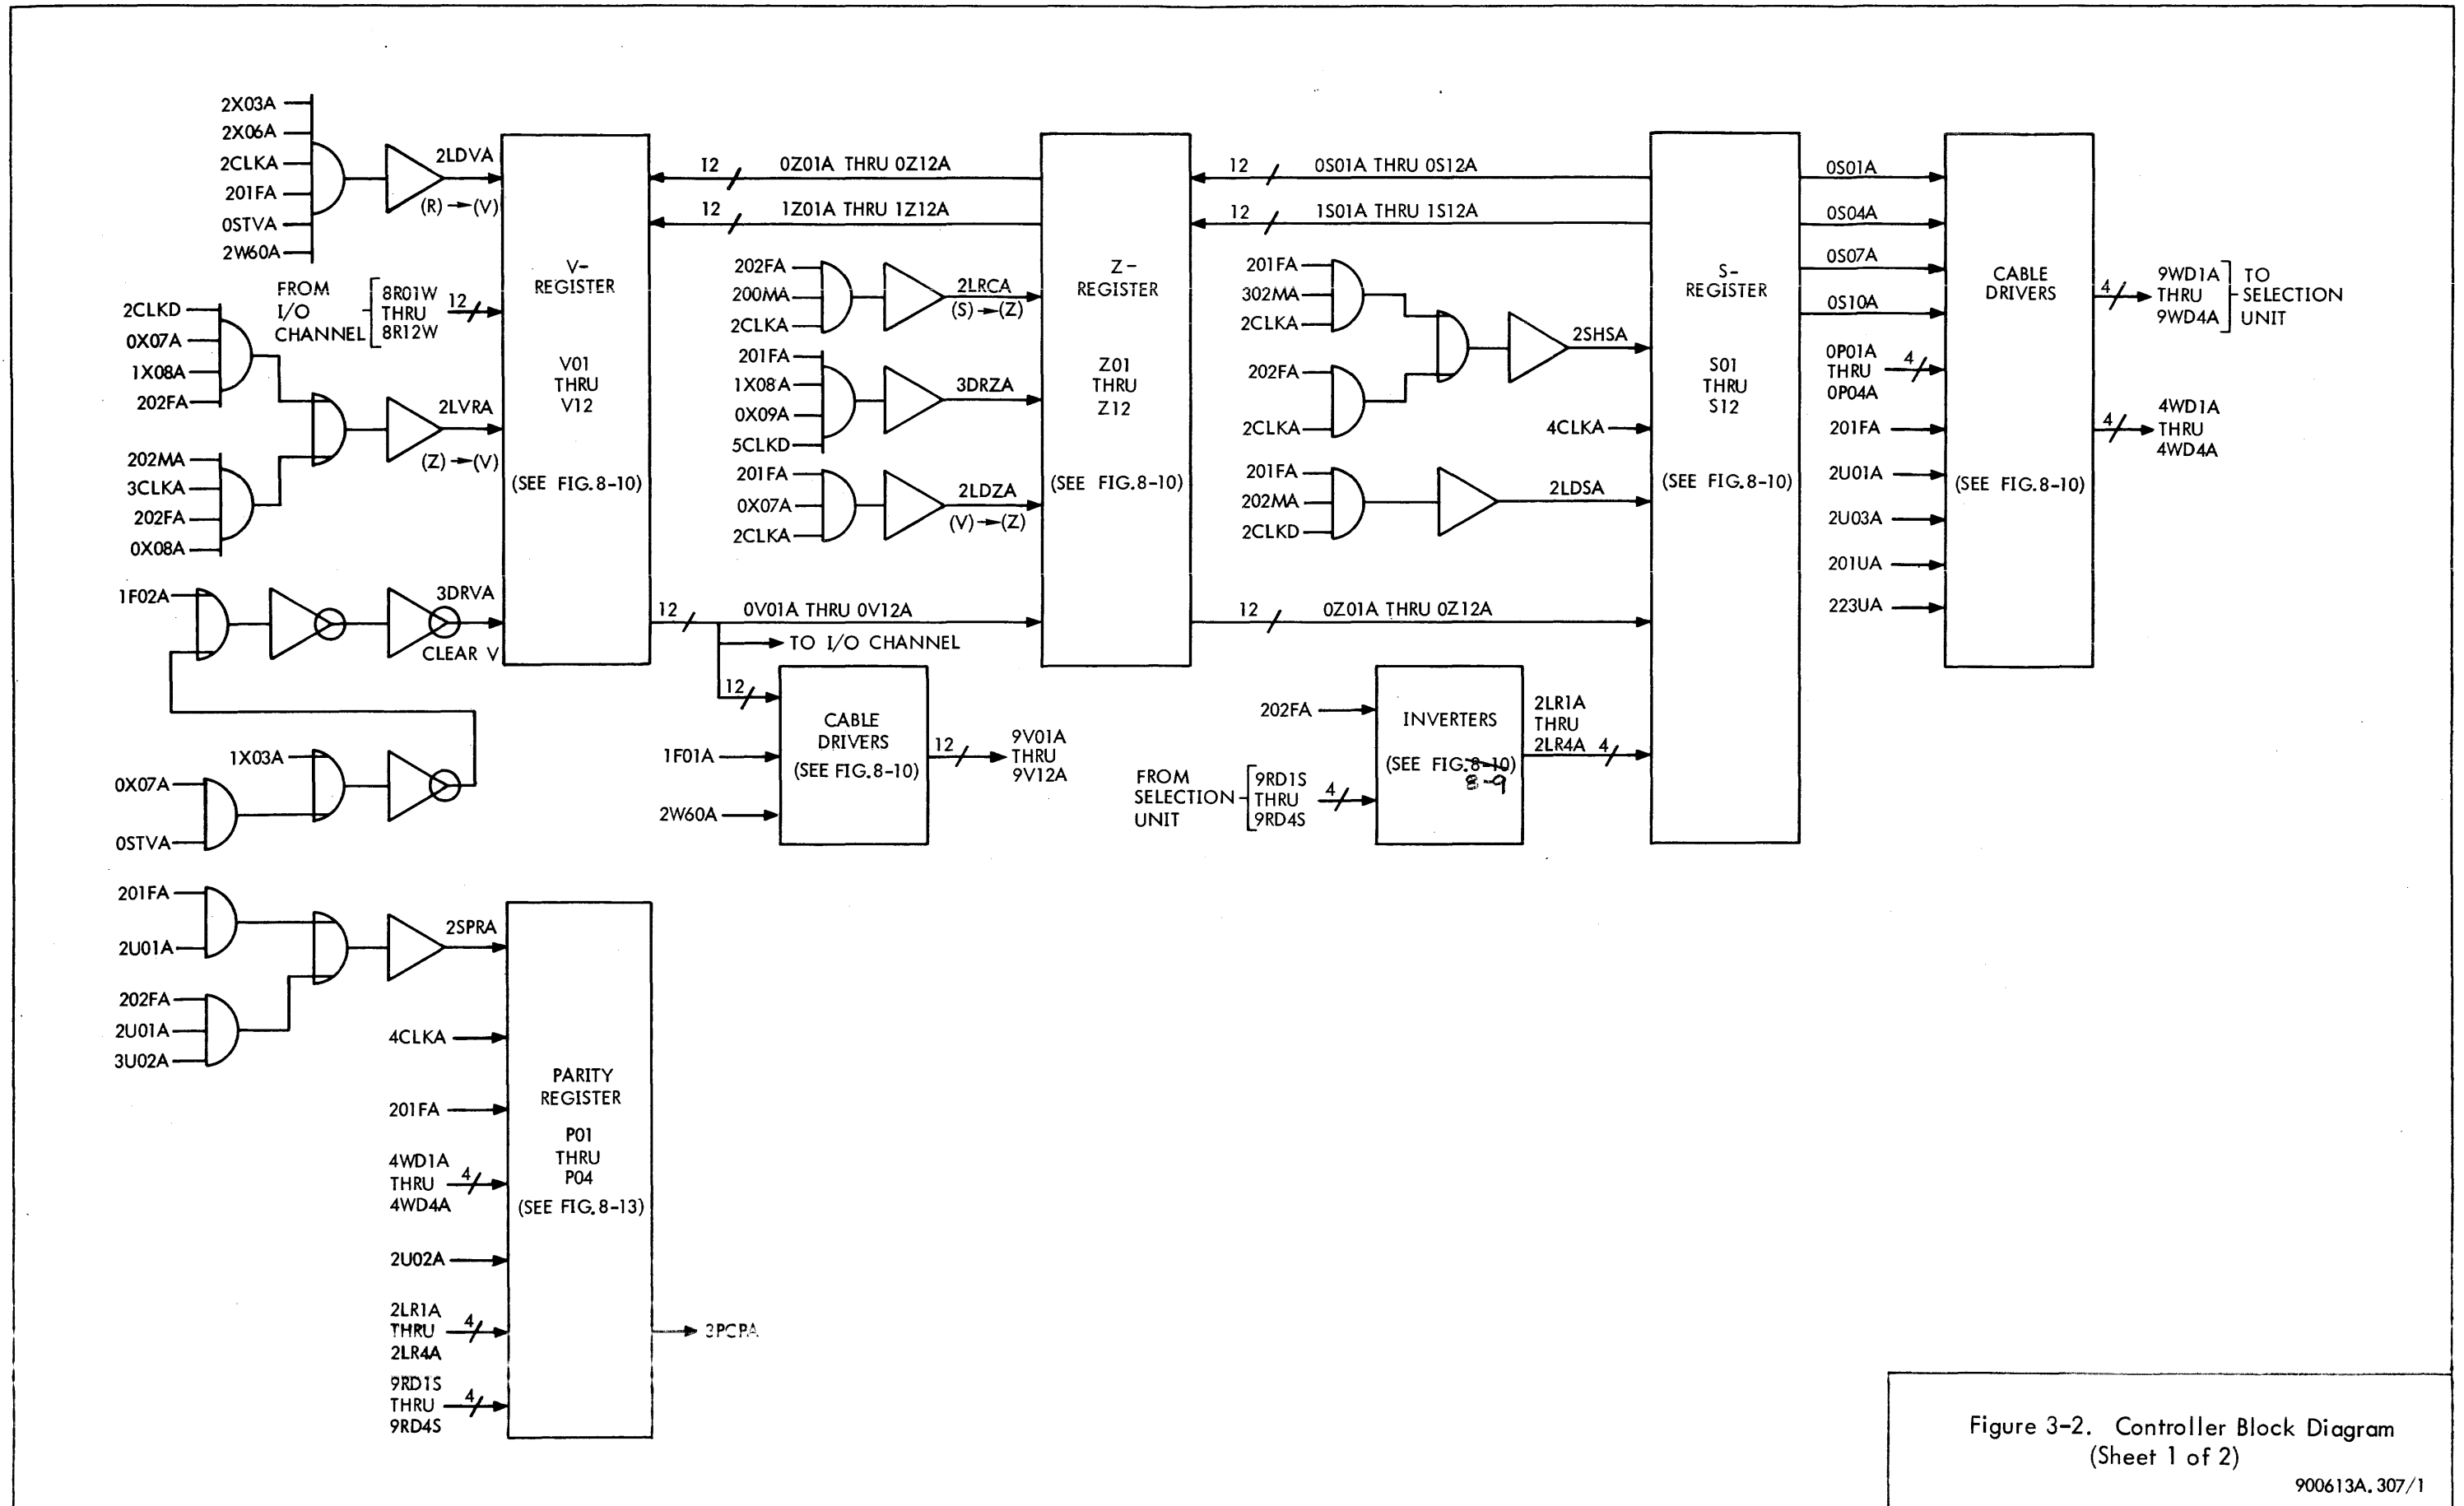 2X03A
2X06A
2CLKA
201FA
0STVA
2W60A
2LDVA
(R) → (V)
FROM
I/O
CHANNEL
8R01W
THRU
8R12W
12
2CLKD
0X07A
1X08A
202FA
202MA
3CLKA
202FA
0X08A
2LVRA
(Z) → (V)
1F02A
3DRVA
CLEAR V
1X03A
0X07A
0STVA
V-
REGISTER
V01
THRU
V12
(SEE FIG.8-10)
12
0Z01A THRU 0Z12A
12
1Z01A THRU 1Z12A
202FA
200MA
2CLKA
2LRCA
(S) → (Z)
201FA
1X08A
0X09A
5CLKD
3DRZA
201FA
0X07A
2CLKA
2LDZA
(V) → (Z)
12
0V01A THRU 0V12A
TO I/O CHANNEL
12
1F01A
2W60A
CABLE
DRIVERS
(SEE FIG.8-10)
12
9V01A
THRU
9V12A
Z-
REGISTER
Z01
THRU
Z12
(SEE FIG.8-10)
12
0S01A THRU 0S12A
12
1S01A THRU 1S12A
201FA
302MA
2CLKA
202FA
2CLKA
2SHSA
4CLKA
201FA
202MA
2CLKD
2LDSA
12
0Z01A THRU 0Z12A
202FA
FROM
SELECTION
UNIT
9RD1S
THRU
9RD4S
4
INVERTERS
(SEE FIG.8-10)
8-9
2LR1A
THRU
2LR4A
4
S-
REGISTER
S01
THRU
S12
(SEE FIG.8-10)
0S01A
0S04A
0S07A
0S10A
0P01A
THRU
0P04A
4
201FA
2U01A
2U03A
201UA
223UA
CABLE
DRIVERS
(SEE FIG.8-10)
4
9WD1A
THRU
9WD4A
TO
SELECTION
UNIT
4
4WD1A
THRU
4WD4A
201FA
2U01A
202FA
2U01A
3U02A
2SPRA
4CLKA
201FA
4WD1A
THRU
4WD4A
4
2U02A
2LR1A
THRU
2LR4A
4
9RD1S
THRU
9RD4S
4
PARITY
REGISTER
P01
THRU
P04
(SEE FIG.8-13)
3PCPA
Figure 3-2. Controller Block Diagram
(Sheet 1 of 2)
900613A.307/1